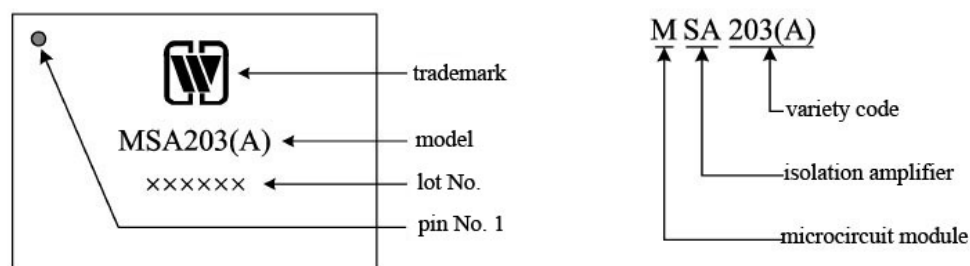 trademark
MSA203(A)
model
××××××
lot No.
pin No. 1
M SA 203(A)
variety code
isolation amplifier
microcircuit module